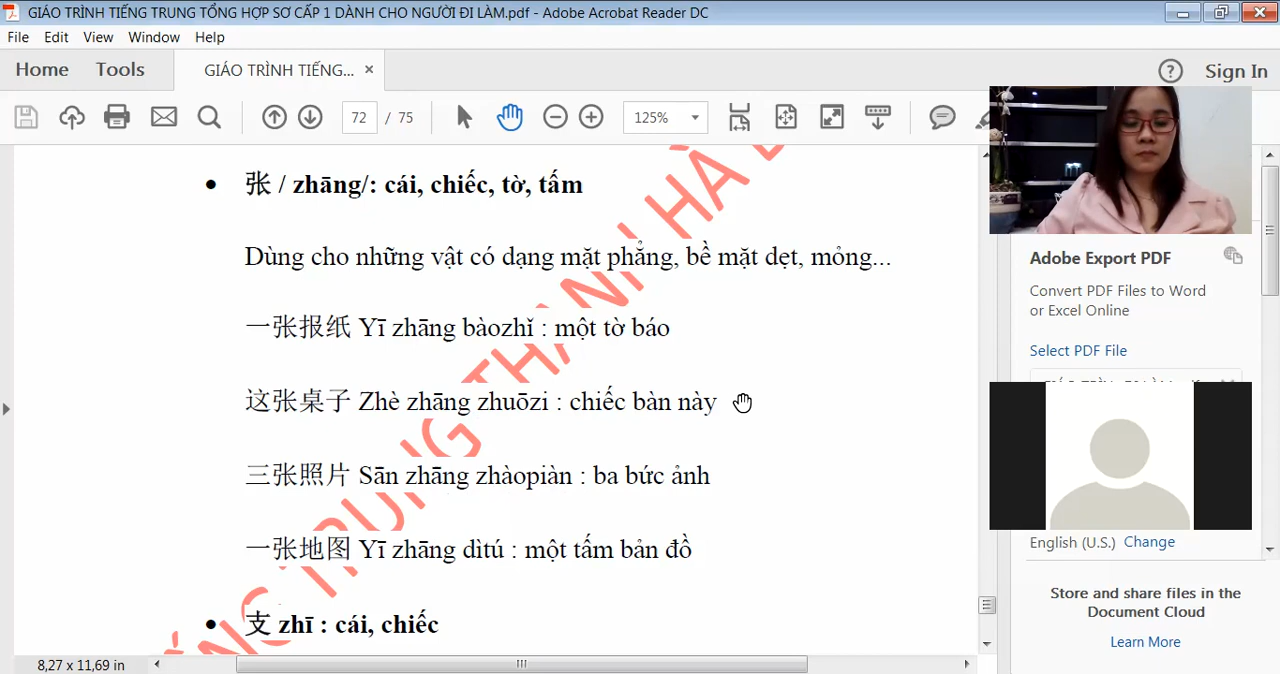 GIÁO TRÌNH TIẾNG TRUNG TỔNG HỢP SƠ CẤP 1 DÀNH CHO NGƯỜI ĐI LÀM.pdf - Adobe Acrobat Reader DC
File Edit View Window Help
Home Tools GIÁO TRÌNH TIẾNG... × ? Sign In
72 / 75 125%
• 张 / zhāng/: cái, chiếc, tờ, tấm
Dùng cho những vật có dạng mặt phẳng, bề mặt dẹt, mỏng...
一张报纸 Yī zhāng bàozhǐ : một tờ báo
这张桌子 Zhè zhāng zhuōzi : chiếc bàn này
三张照片 Sān zhāng zhàopiàn : ba bức ảnh
一张地图 Yī zhāng dìtú : một tấm bản đồ
• 支 zhī : cái, chiếc
8,27 x 11,69 in
Adobe Export PDF
Convert PDF Files to Word
or Excel Online
Select PDF File
English (U.S.) Change
Store and share files in the
Document Cloud
Learn More